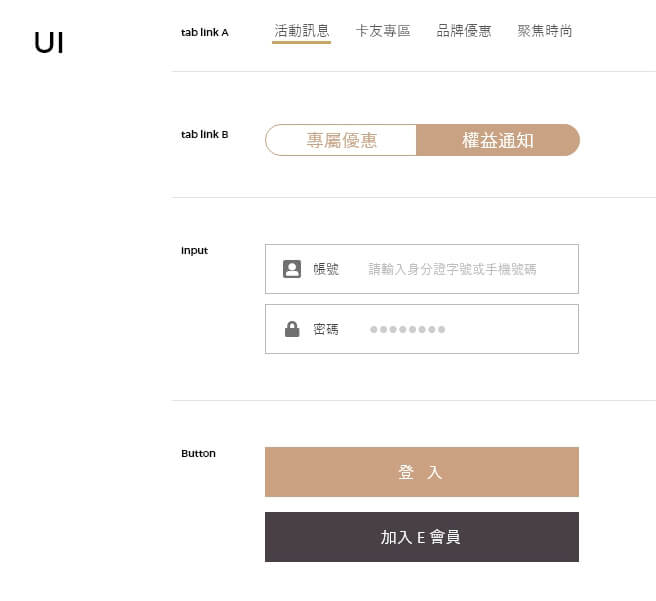 UI
tab link A
活動訊息 卡友專區 品牌優惠 聚焦時尚
tab link B
專屬優惠 權益通知
input
帳號 請輸入身分證字號或手機號碼
密碼
Button
登 入
加入 E 會員